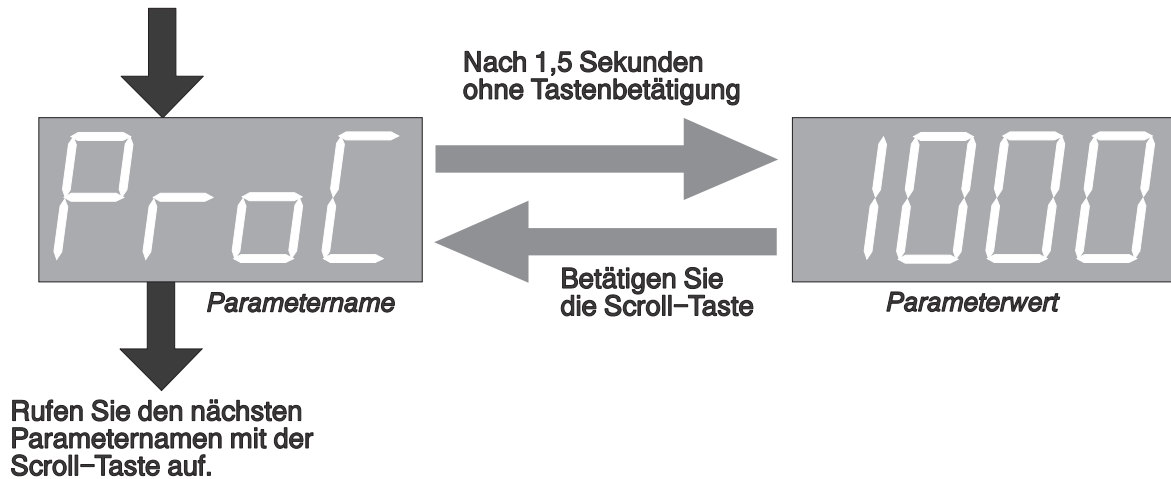 Nach 1,5 Sekunden
ohne Tastenbetätigung
ProC
1000
Betätigen Sie
die Scroll-Taste
Parametername
Parameterwert
Rufen Sie den nächsten
Parameternamen mit der
Scroll-Taste auf.